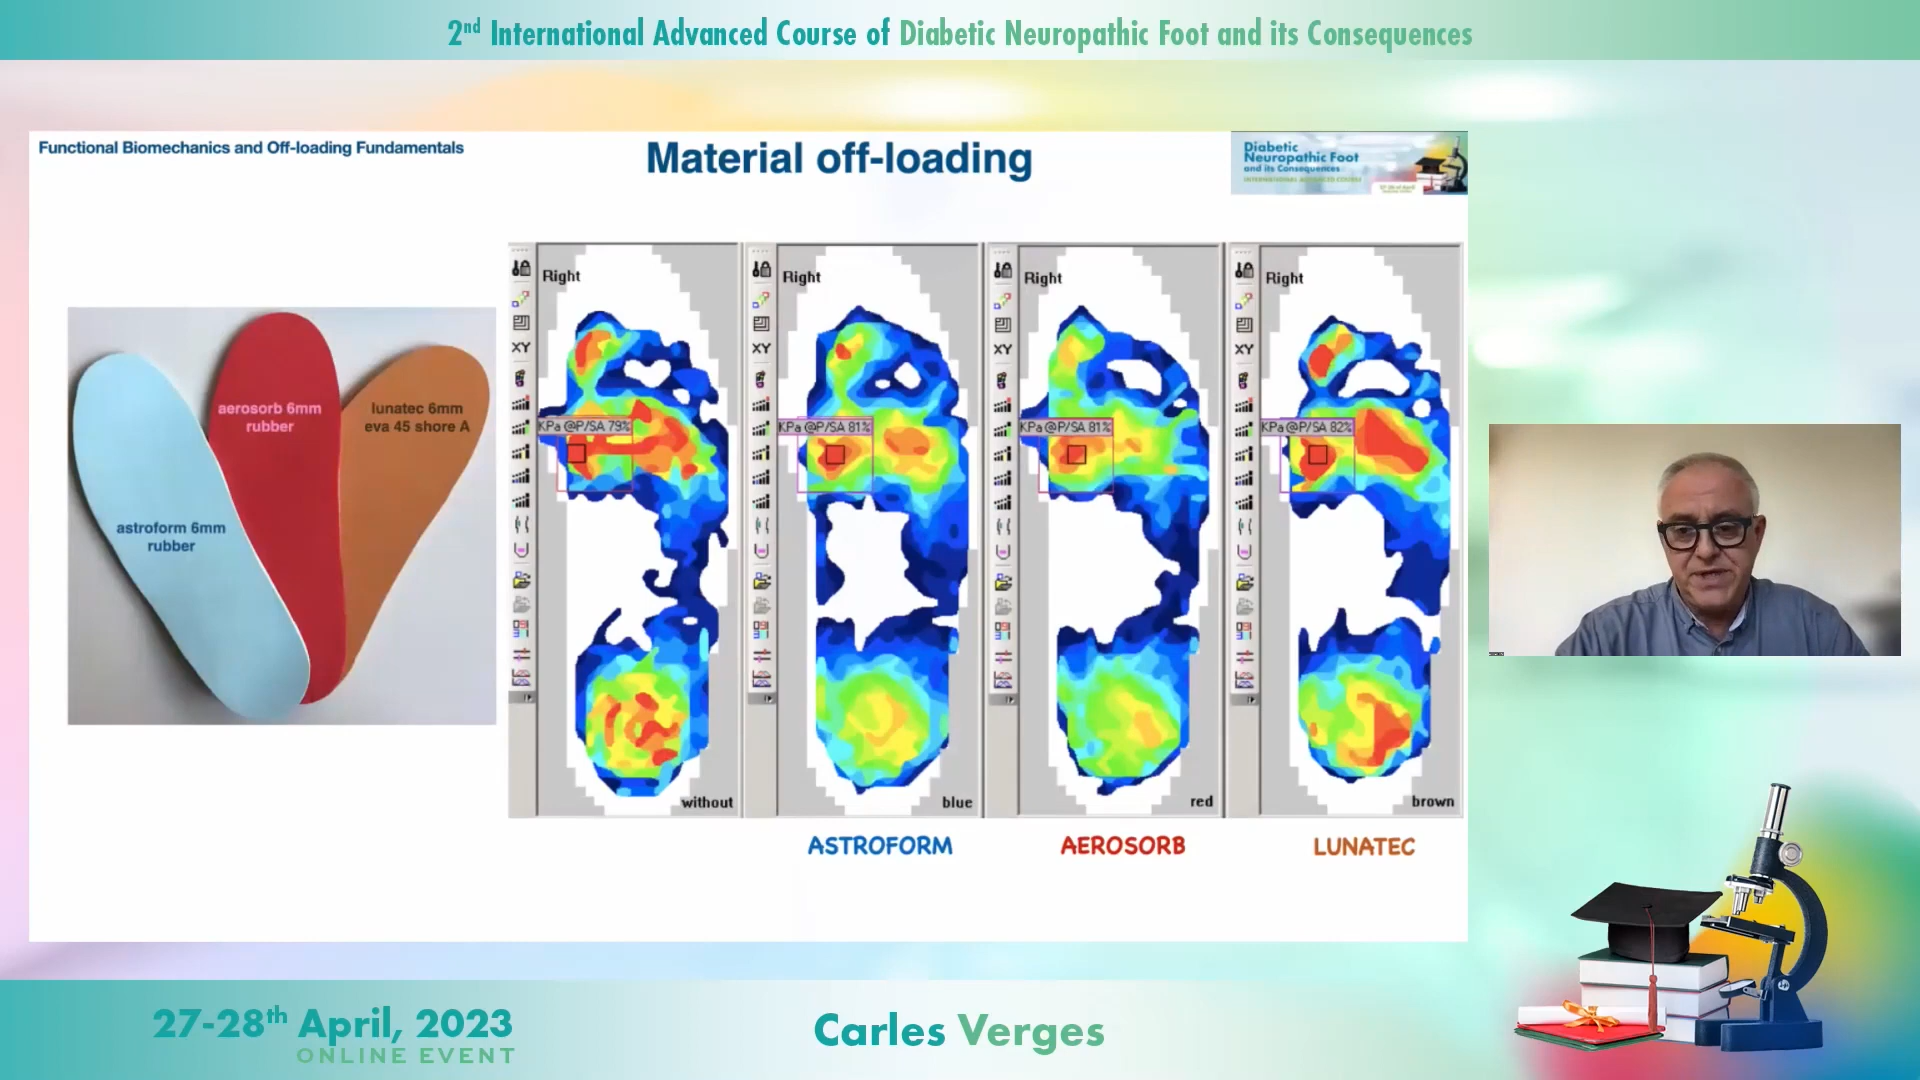 2nd International Advanced Course of Diabetic Neuropathic Foot and its Consequences
Functional Biomechanics and Off-loading Fundamentals
Material off-loading
Diabetic
Neuropathic Foot
and its Consequences
INTERNATIONAL ADVANCED COURSE
astroform 6mm
rubber
aerosorb 6mm
rubber
lunatec 6mm
eva 45 shore A
XY
Right
KPa @P/SA 79%
without
XY
Right
KPa @P/SA 81%
blue
XY
Right
KPa @P/SA 81%
red
XY
Right
KPa @P/SA 82%
brown
ASTROFORM
AEROSORB
LUNATEC
27-28th April, 2023
ONLINE EVENT
Carles Verges